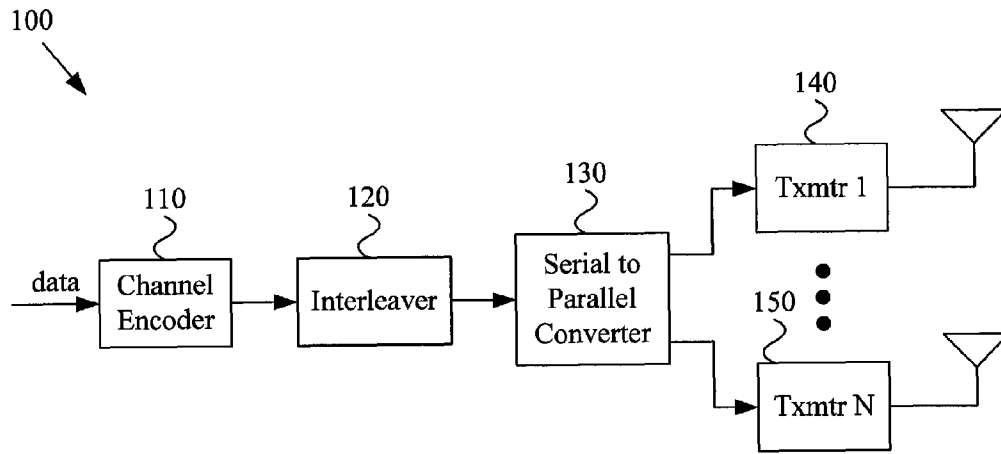 100
140
Txmtr 1
130
120
110
Serial to
Parallel
Converter
data
Channel
Encoder
Interleaver
150
Txmtr N